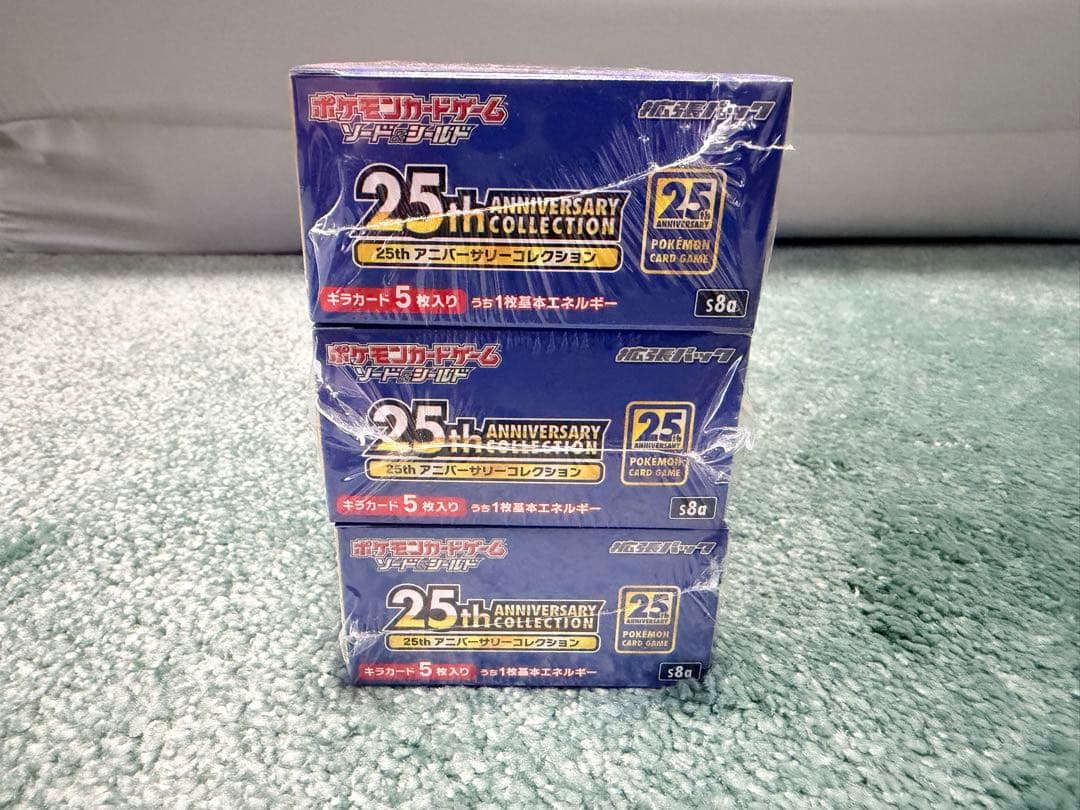 ポケモンカードゲーム
ソード&シールド
拡張パック
25th ANNIVERSARY COLLECTION
25th アニバーサリーコレクション
25th ANNIVERSARY
POKÉMON
CARD GAME
キラカード 5 枚入り うち1枚基本エネルギー
s8a
ポケモンカードゲーム
ソード&シールド
拡張パック
25th ANNIVERSARY COLLECTION
25th アニバーサリーコレクション
25th ANNIVERSARY
POKÉMON
CARD GAME
キラカード 5 枚入り うち1枚基本エネルギー
s8a
ポケモンカードゲーム
ソード&シールド
拡張パック
25th ANNIVERSARY COLLECTION
25th アニバーサリーコレクション
25th ANNIVERSARY
POKÉMON
CARD GAME
キラカード 5 枚入り うち1枚基本エネルギー
s8a